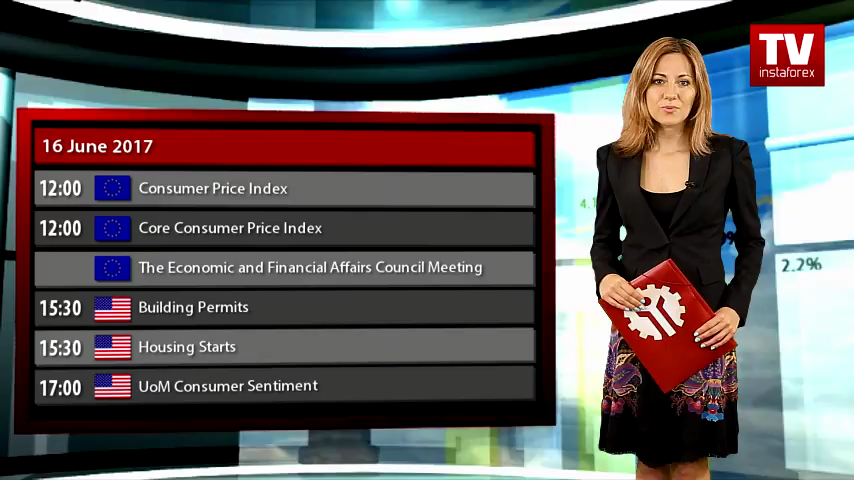 TV
instaforex
16 June 2017
12:00 Consumer Price Index
12:00 Core Consumer Price Index
The Economic and Financial Affairs Council Meeting
15:30 Building Permits
15:30 Housing Starts
17:00 UoM Consumer Sentiment
2.2%